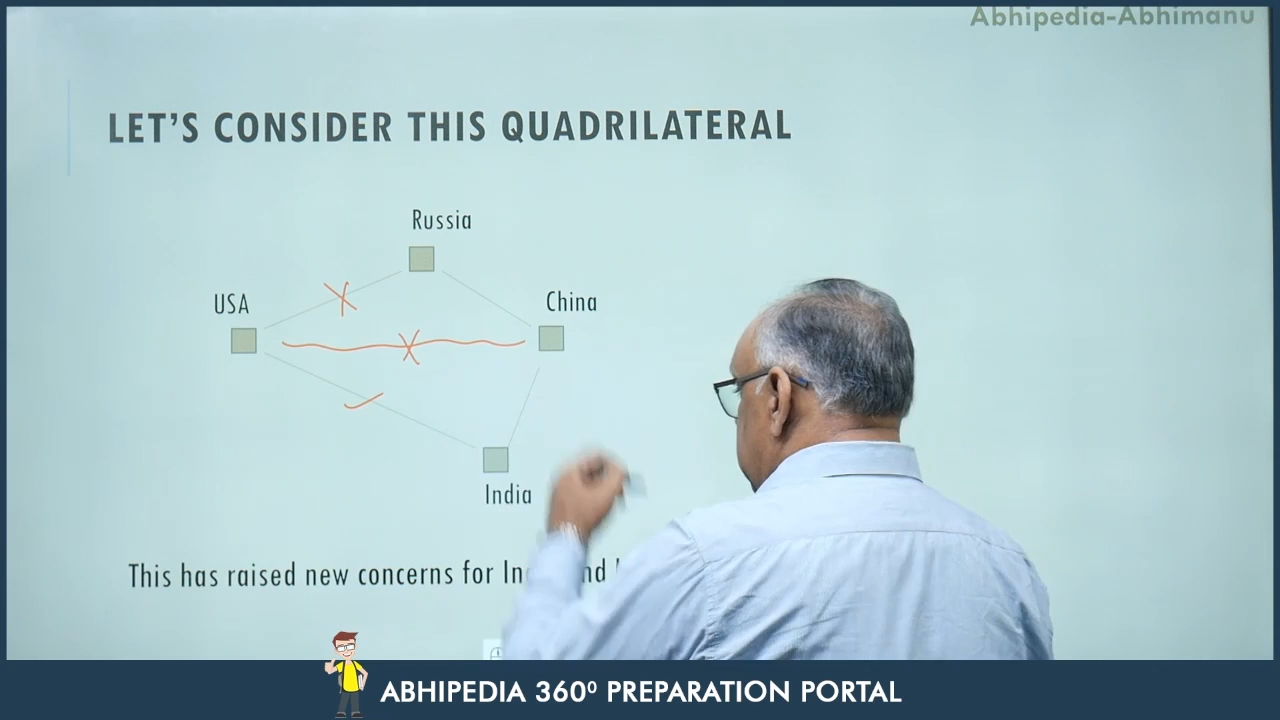 Abhipedia-Abhimanu
LET'S CONSIDER THIS QUADRILATERAL
Russia
USA
China
India
This has raised new concerns for
ABHIPEDIA 360⁰ PREPARATION PORTAL